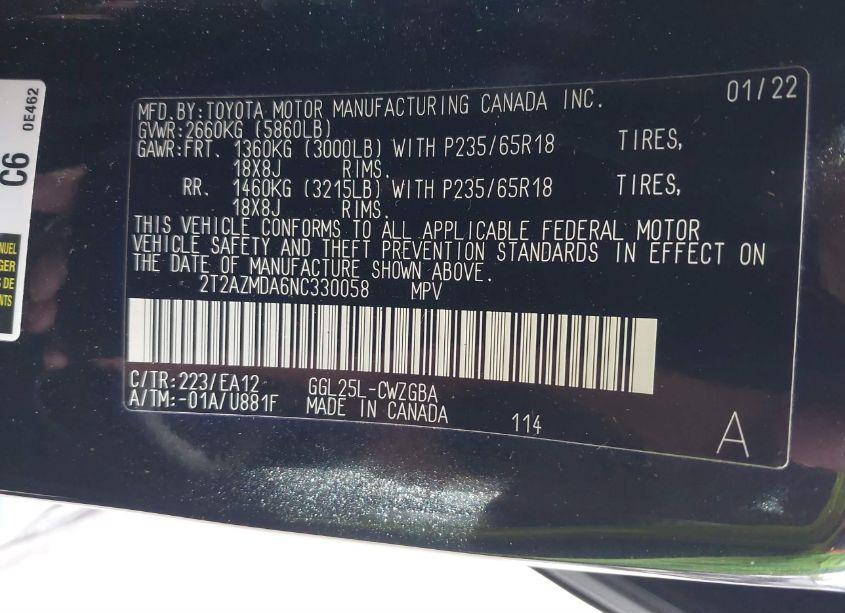 MFD.BY:TOYOTA MOTOR MANUFACTURING CANADA INC. 01/22
GVWR:2660KG (5860LB)
GAWR:FRT. 1360KG (3000LB) WITH P235/65R18 TIRES,
18X8J RIMS.
RR. 1460KG (3215LB) WITH P235/65R18 TIRES,
18X8J RIMS.
THIS VEHICLE CONFORMS TO ALL APPLICABLE FEDERAL MOTOR
VEHICLE SAFETY AND THEFT PREVENTION STANDARDS IN EFFECT ON
THE DATE OF MANUFACTURE SHOWN ABOVE.
2T2AZMDA6NC330058 MPV
C/TR:223/EA12 GGL25L-CWZGBA
A/TM:-01A/U881F MADE IN CANADA
114
A
C6
0E462